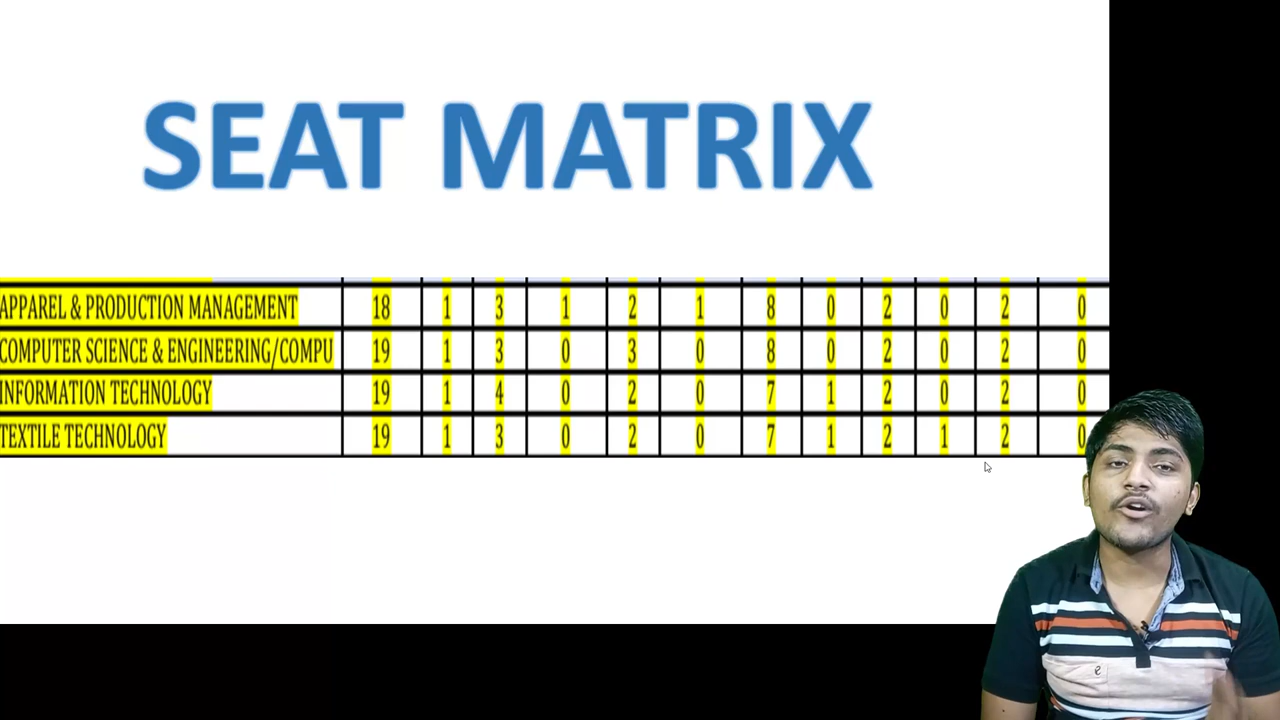 SEAT MATRIX
APPAREL & PRODUCTION MANAGEMENT 18 1 3 1 2 1 8 0 2 0 2 0
COMPUTER SCIENCE & ENGINEERING/COMPU 19 1 3 0 3 0 8 0 2 0 2 0
INFORMATION TECHNOLOGY 19 1 4 0 2 0 7 1 2 0 2 0
TEXTILE TECHNOLOGY 19 1 3 0 2 0 7 1 2 1 2 0